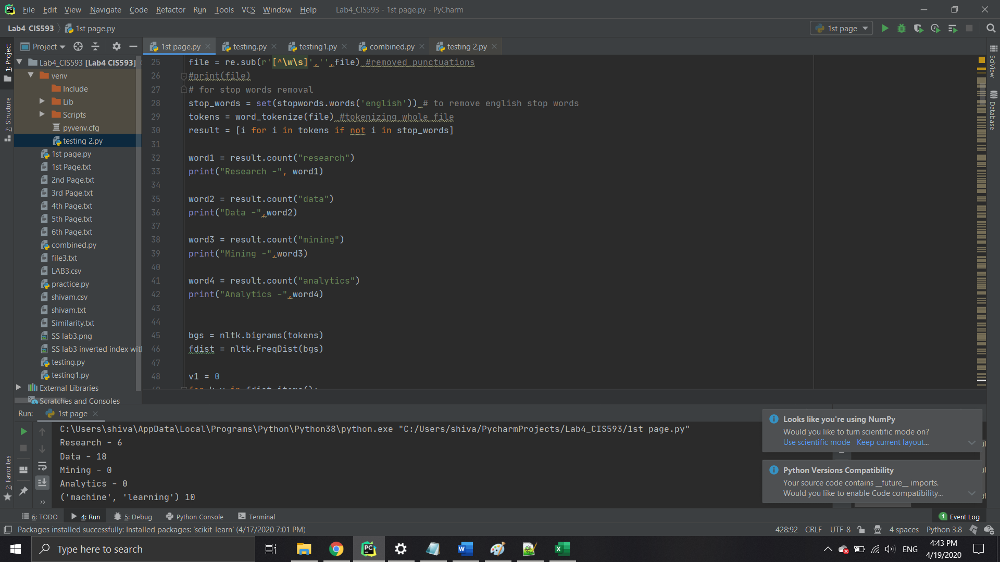 File Edit View Navigate Code Refactor Run Tools VCS Window Help Lab4_CIS593 - 1st page.py - PyCharm
Lab4_CIS593 1st page.py 1st page
1: Project
7: Structure
2: Favorites
Project
Lab4_CIS593 [Lab4 CIS593]
venv
Include
Lib
Scripts
pyvenv.cfg
testing 2.py
1st page.py
1st Page.txt
2nd Page.txt
3rd Page.txt
4th Page.txt
5th Page.txt
6th Page.txt
combined.py
file3.txt
LAB3.csv
practice.py
shivam.csv
shivam.txt
Similarity.txt
SS lab3.png
SS lab3 inverted index wit
testing.py
testing1.py
External Libraries
Scratches and Consoles
1st page.py testing.py testing1.py combined.py testing 2.py
25 file = re.sub(r'[^\w\s]','',file) #removed punctuations
26 #print(file)
27 # for stop words removal
28 stop_words = set(stopwords.words('english')) # to remove english stop words
29 tokens = word_tokenize(file) #tokenizing whole file
30 result = [i for i in tokens if not i in stop_words]
31
32 word1 = result.count("research")
33 print("Research -", word1)
34
35 word2 = result.count("data")
36 print("Data -",word2)
37
38 word3 = result.count("mining")
39 print("Mining -",word3)
40
41 word4 = result.count("analytics")
42 print("Analytics -",word4)
43
44
45 bgs = nltk.bigrams(tokens)
46 fdist = nltk.FreqDist(bgs)
47
48 v1 = 0
SciView
Database
Run: 1st page
C:\Users\shiva\AppData\Local\Programs\Python\Python38\python.exe "C:/Users/shiva/PycharmProjects/Lab4_CIS593/1st page.py"
Research - 6
Data - 18
Mining - 0
Analytics - 0
('machine', 'learning') 10
Looks like you're using NumPy
Would you like to turn scientific mode on?
Use scientific mode Keep current layout...
Python Versions Compatibility
Your source code contains __future__ imports.
Would you like to enable Code compatibility...
6: TODO 4: Run 5: Debug Python Console Terminal 1 Event Log
Packages installed successfully: Installed packages: 'scikit-learn' (4/17/2020 7:01 PM) 428:92 CRLF UTF-8 4 spaces Python 3.8
Type here to search ENG 4:43 PM
4/19/2020